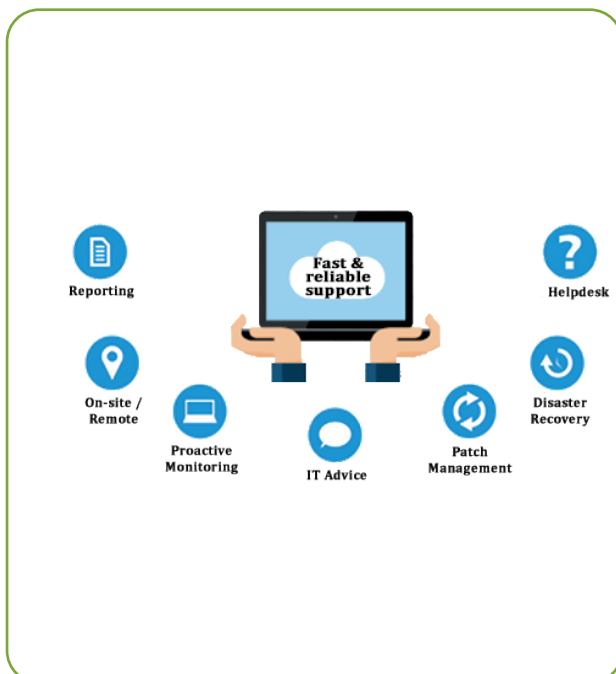 Fast &
reliable
support
Reporting
Helpdesk
On-site /
Remote
Disaster
Recovery
Proactive
Monitoring
Patch
Management
IT Advice